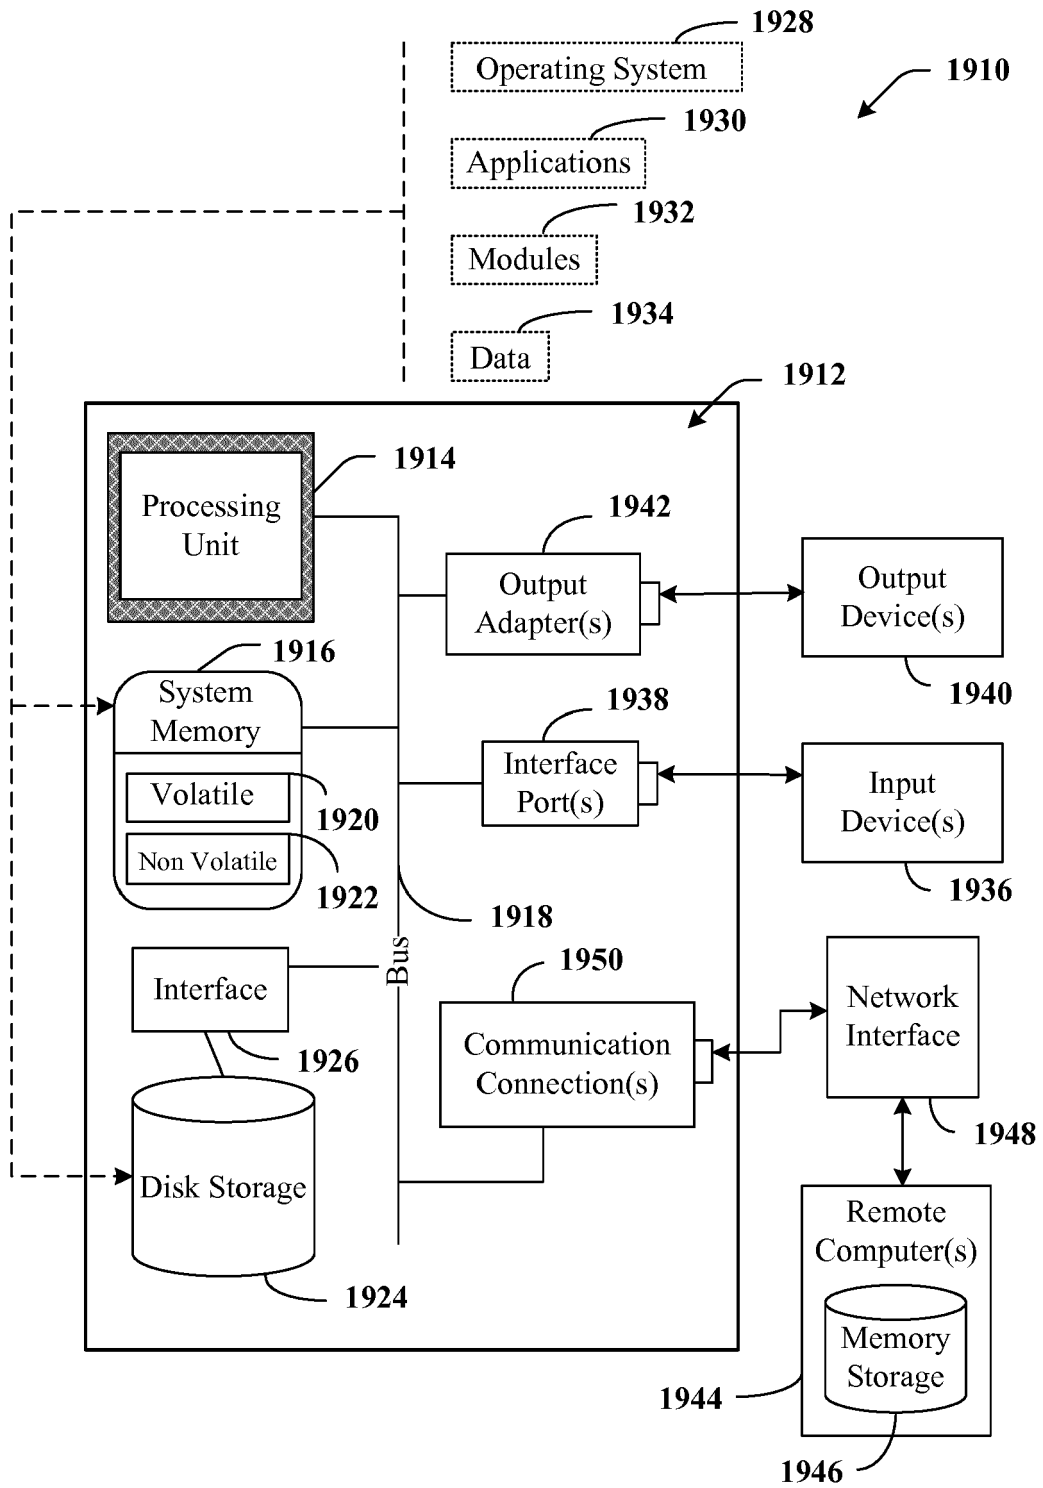 1928
Operating System
1910
1930
Applications
1932
Modules
1934
Data
1912
1914
Processing
Unit
1942
Output
Adapter(s)
Output
Device(s)
1940
1916
System
Memory
1938
Interface
Port(s)
Input
Device(s)
1936
Volatile
1920
Non Volatile
1922
1918
Bus
Interface
1926
1950
Communication
Connection(s)
Network
Interface
1948
Disk Storage
1924
Remote
Computer(s)
Memory
Storage
1944
1946